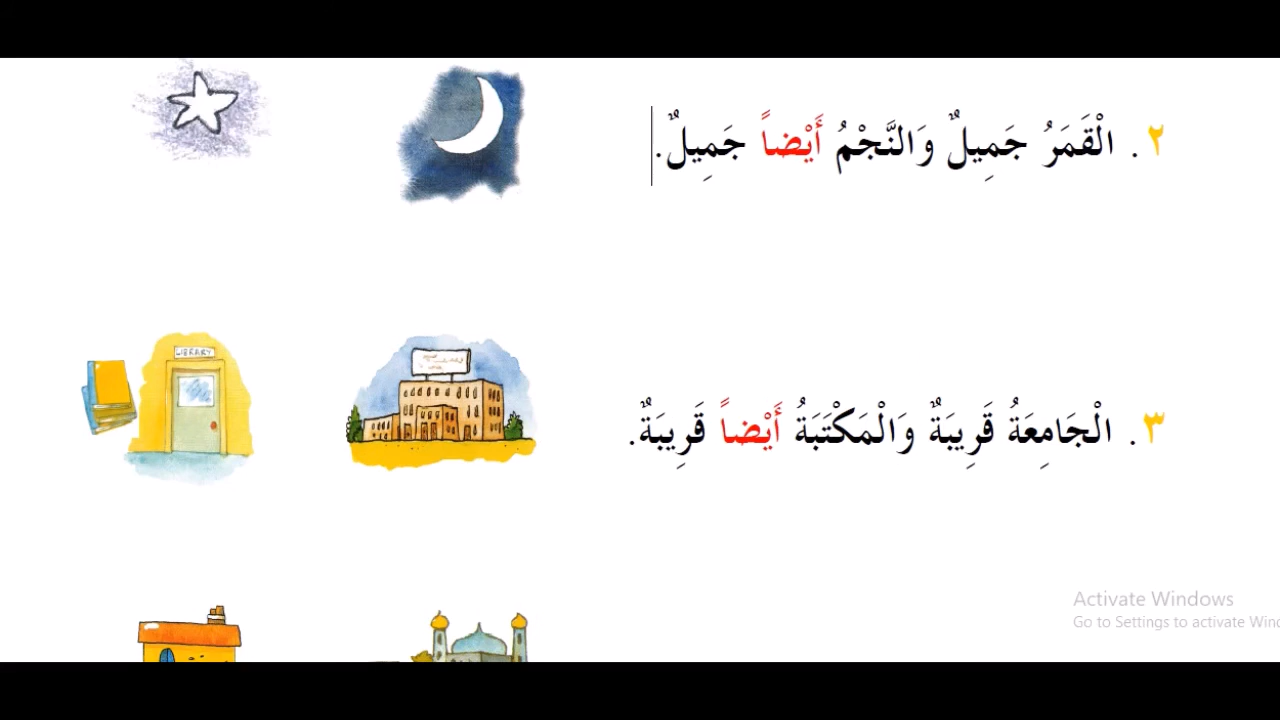 ٢. الْقَمَرُ جَمِيلٌ وَالنَّجْمُ أَيْضاً جَمِيلٌ.
LIBRARY
٣. الْجَامِعَةُ قَرِيبَةٌ وَالْمَكْتَبَةُ أَيْضاً قَرِيبَةٌ.
Activate Windows
Go to Settings to activate Win